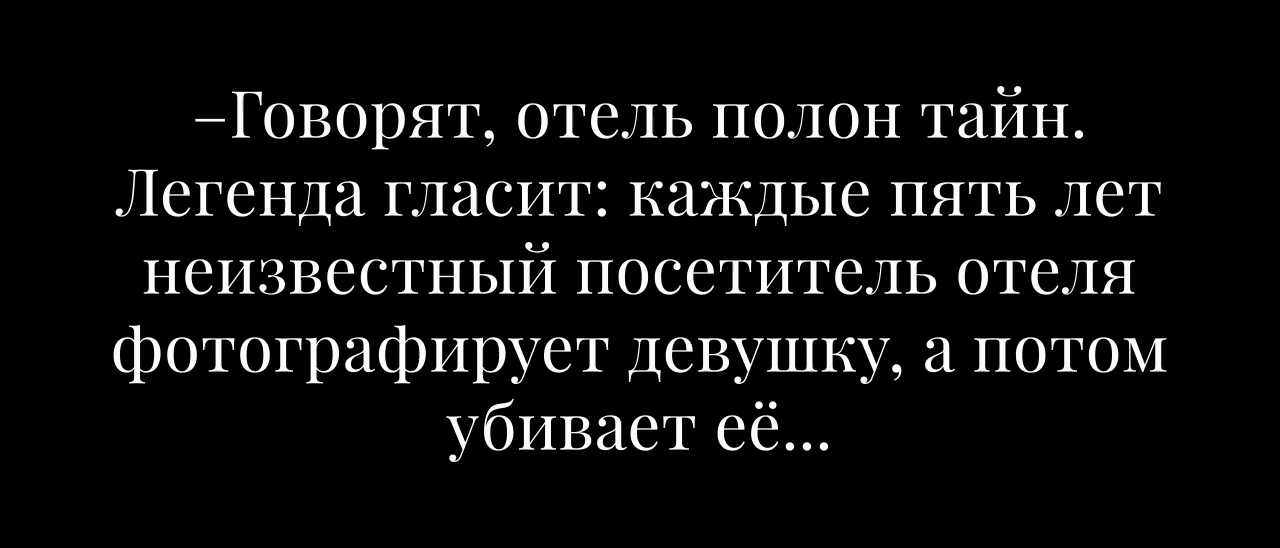 –Говорят, отель полон тайн.
Легенда гласит: каждые пять лет
неизвестный посетитель отеля
фотографирует девушку, а потом
убивает её...